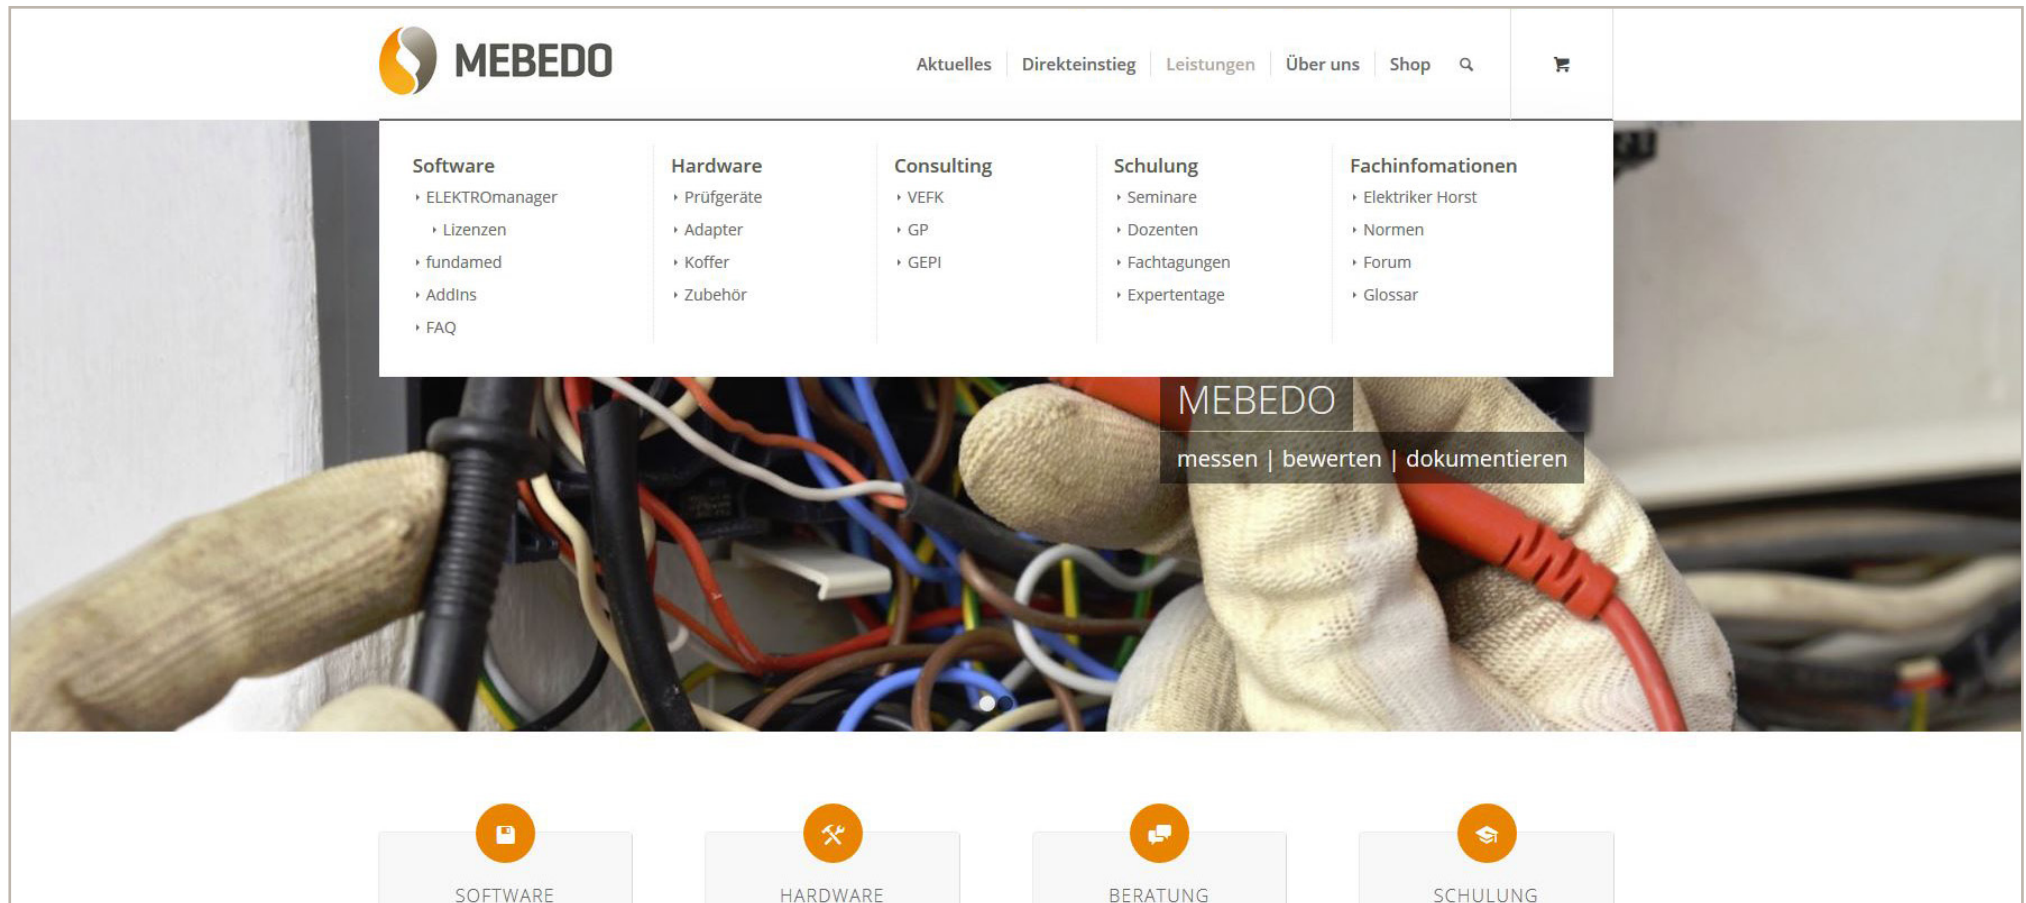 MEBEDO
Aktuelles Direkteinstieg Leistungen Über uns Shop
Software
ELEKTROmanager
Lizenzen
fundamed
AddIns
FAQ
Hardware
Prüfgeräte
Adapter
Koffer
Zubehör
Consulting
VEFK
GP
GEPI
Schulung
Seminare
Dozenten
Fachtagungen
Expertentage
Fachinfomationen
Elektriker Horst
Normen
Forum
Glossar
MEBEDO
messen | bewerten | dokumentieren
SOFTWARE
HARDWARE
BERATUNG
SCHULUNG